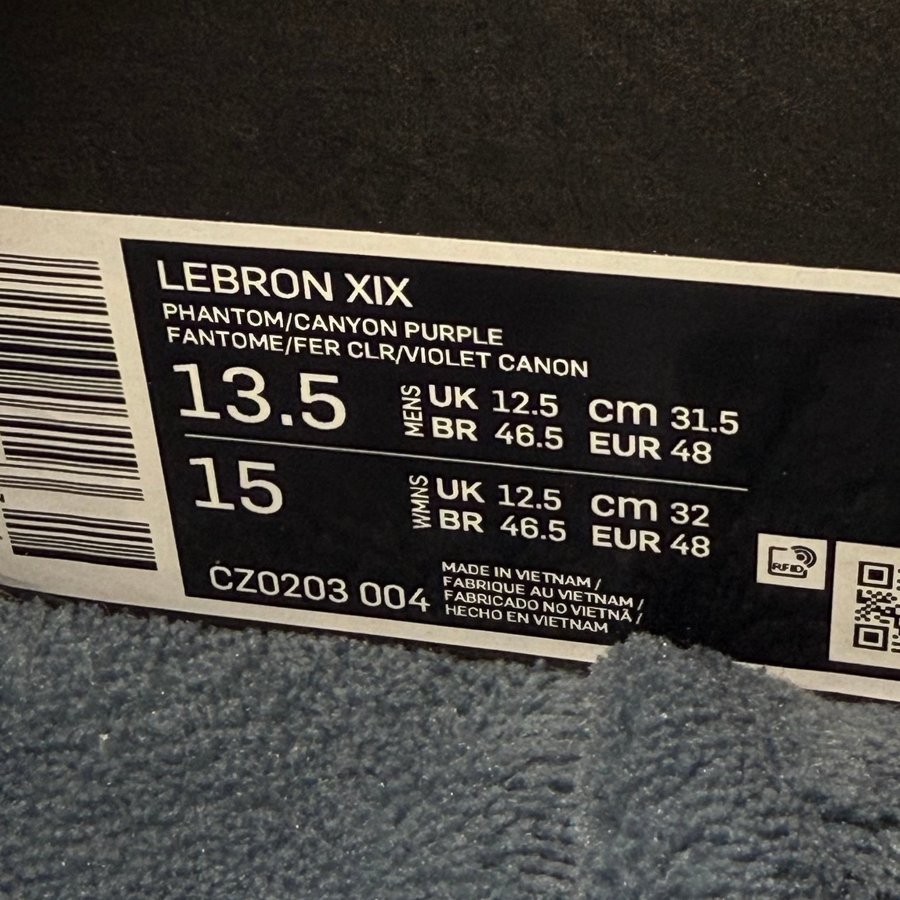 LEBRON XIX
PHANTOM/CANYON PURPLE
FANTOME/FER CLR/VIOLET CANON
13.5 MENS UK 12.5 cm 31.5
BR 46.5 EUR 48
15 WMNS UK 12.5 cm 32
BR 46.5 EUR 48
CZ0203 004
MADE IN VIETNAM /
FABRIQUE AU VIETNAM /
FABRICADO NO VIETNÃ /
HECHO EN VIETNAM
RFID